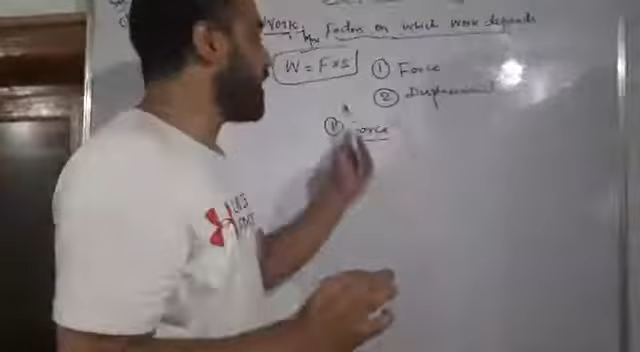 Work :- Factors on which work depends
W = F×s
① Force
② Displacement
① Force